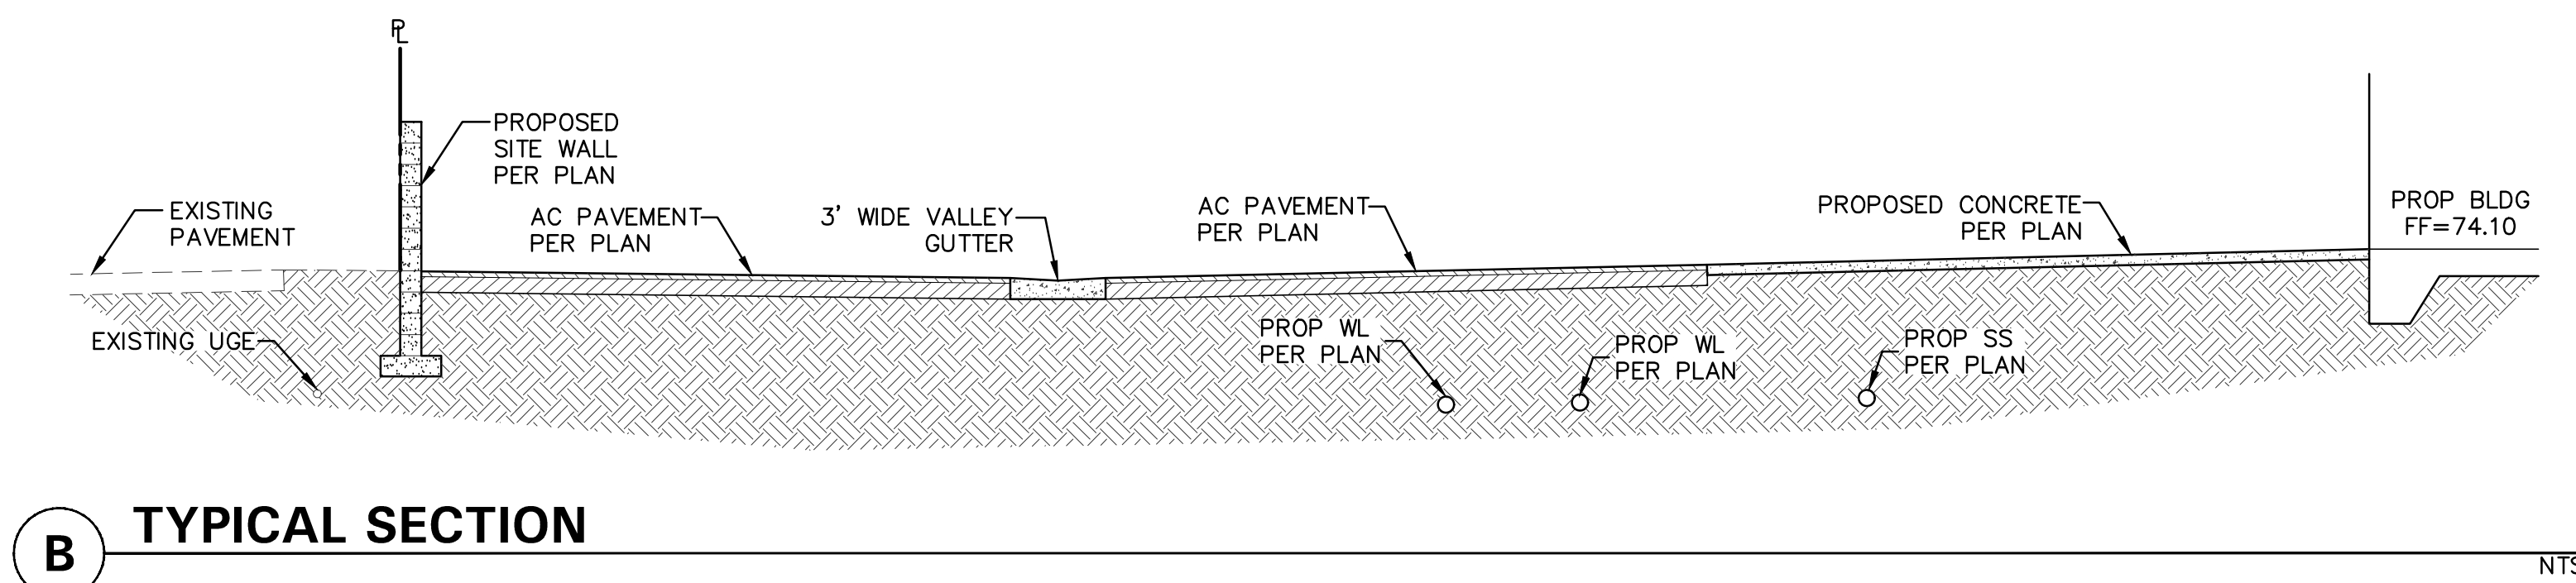 PL
PROPOSED
SITE WALL
PER PLAN
EXISTING
PAVEMENT
AC PAVEMENT
PER PLAN
3' WIDE VALLEY
GUTTER
AC PAVEMENT
PER PLAN
PROPOSED CONCRETE
PER PLAN
PROP BLDG
FF=74.10
EXISTING UGE
PROP WL
PER PLAN
PROP WL
PER PLAN
PROP SS
PER PLAN
B
TYPICAL SECTION
NTS